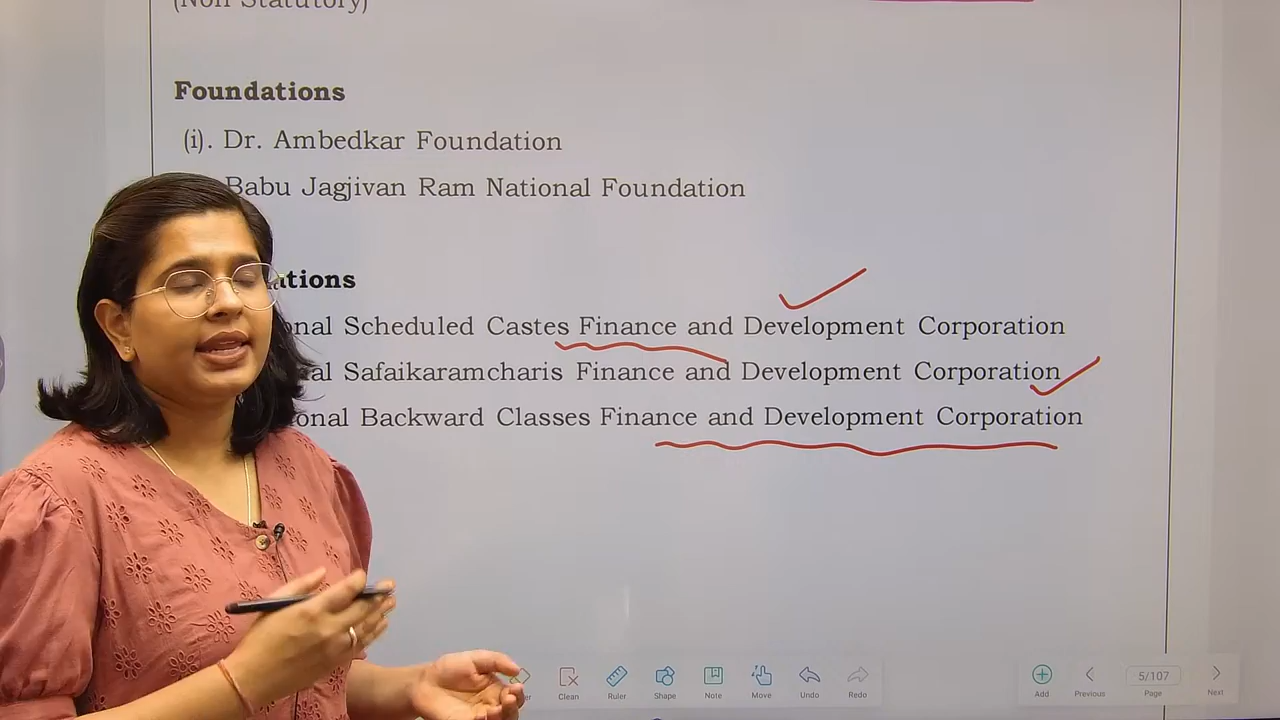 (Non Statutory)
Foundations
(i). Dr. Ambedkar Foundation
Babu Jagjivan Ram National Foundation
ations
onal Scheduled Castes Finance and Development Corporation
al Safaikaramcharis Finance and Development Corporation
onal Backward Classes Finance and Development Corporation
Clean
Ruler
Shape
Note
Move
Undo
Redo
Add
Previous
5/107
Page
Next